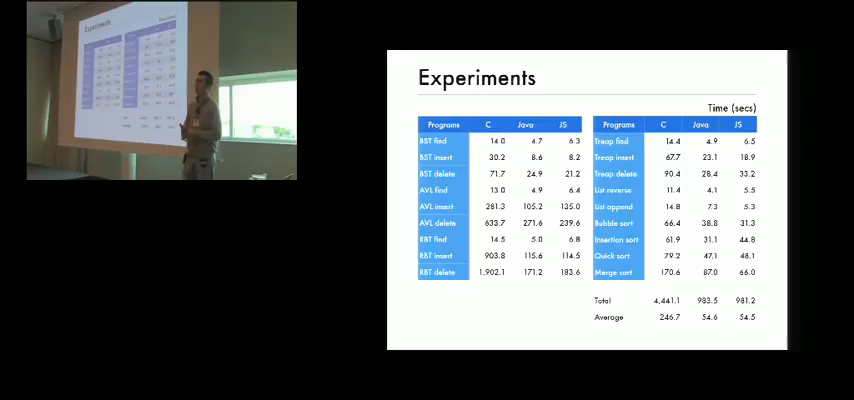 Experiments
Time (secs)
Programs C Java JS
BST find 14.0 4.7 6.3
BST insert 30.2 8.6 8.2
BST delete 71.7 24.9 21.2
AVL find 13.0 4.9 6.4
AVL insert 281.3 105.2 135.0
AVL delete 633.7 271.6 239.6
RBT find 14.5 5.0 6.8
RBT insert 903.8 115.6 114.5
RBT delete 1,902.1 171.2 183.6
Programs C Java JS
Treap find 14.4 4.9 6.5
Treap insert 67.7 23.1 18.9
Treap delete 90.4 28.4 33.2
List reverse 11.4 4.1 5.5
List append 14.8 7.3 5.3
Bubble sort 66.4 38.8 31.3
Insertion sort 61.9 31.1 44.8
Quick sort 79.2 47.1 48.1
Merge sort 170.6 87.0 66.0
Total 4,441.1 983.5 981.2
Average 246.7 54.6 54.5
Experiments